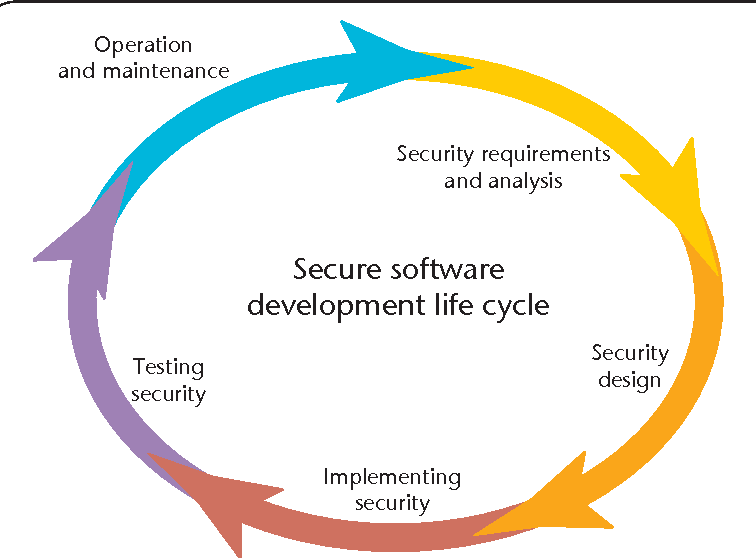 Operation
and maintenance
Security requirements
and analysis
Secure software
development life cycle
Security
design
Testing
security
Implementing
security